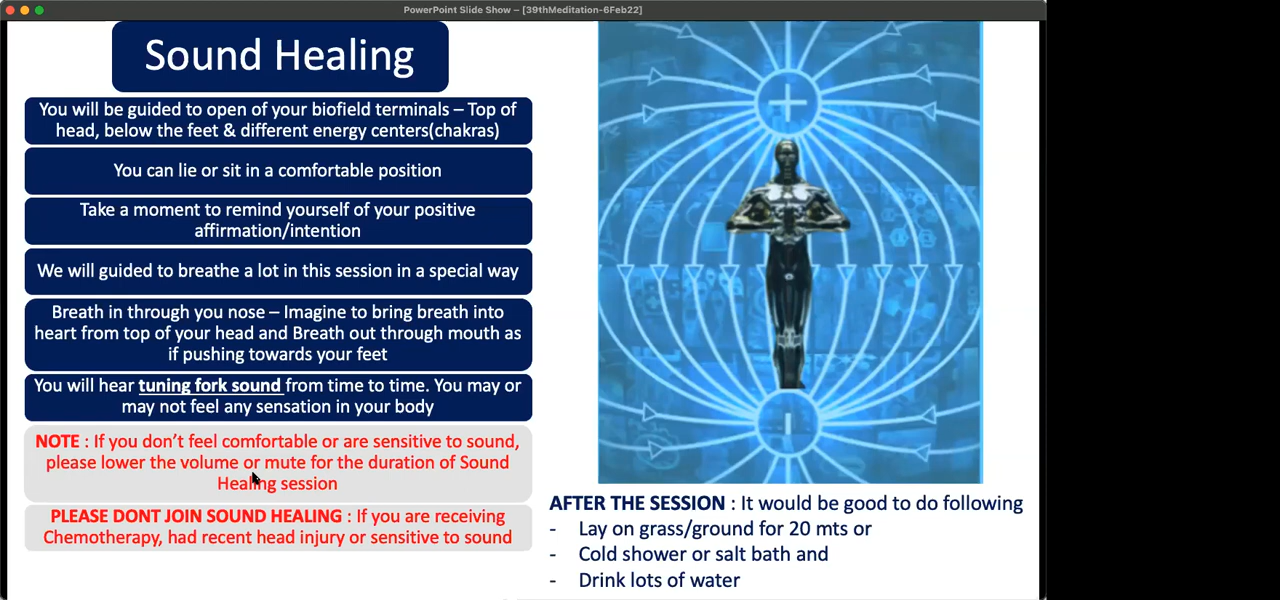 PowerPoint Slide Show – [39thMeditation-6Feb22]
Sound Healing
You will be guided to open of your biofield terminals – Top of
head, below the feet & different energy centers(chakras)
You can lie or sit in a comfortable position
Take a moment to remind yourself of your positive
affirmation/intention
We will guided to breathe a lot in this session in a special way
Breath in through you nose – Imagine to bring breath into
heart from top of your head and Breath out through mouth as
if pushing towards your feet
You will hear tuning fork sound from time to time. You may or
may not feel any sensation in your body
NOTE : If you don’t feel comfortable or are sensitive to sound,
please lower the volume or mute for the duration of Sound
Healing session
PLEASE DONT JOIN SOUND HEALING : If you are receiving
Chemotherapy, had recent head injury or sensitive to sound
AFTER THE SESSION : It would be good to do following
- Lay on grass/ground for 20 mts or
- Cold shower or salt bath and
- Drink lots of water